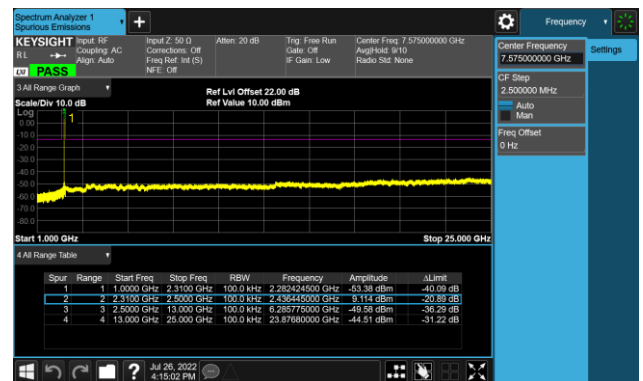 Spectrum Analyzer 1
Spurious Emissions
Frequency
KEYSIGHT
RL
LXI
PASS
Input: RF
Coupling: AC
Align: Auto
Input Z: 50 Ω
Corrections: Off
Freq Ref: Int (S)
NFE: Off
Atten: 20 dB
Trig: Free Run
Gate: Off
IF Gain: Low
Center Freq: 7.575000000 GHz
Avg|Hold: 9/10
Radio Std: None
Center Frequency
7.575000000 GHz
Settings
CF Step
2.500000 MHz
Auto
Man
Freq Offset
0 Hz
3 All Range Graph
Scale/Div 10.0 dB
Ref Lvl Offset 22.00 dB
Ref Value 10.00 dBm
Log
1
0.00
-10.0
-20.0
-30.0
-40.0
-50.0
-60.0
-70.0
-80.0
Start 1.000 GHz
Stop 25.000 GHz
4 All Range Table
Spur Range Start Freq Stop Freq RBW Frequency Amplitude ΔLimit
1 1 1.0000 GHz 2.3100 GHz 100.0 kHz 2.282424500 GHz -53.38 dBm -40.09 dB
2 2 2.3100 GHz 2.5000 GHz 100.0 kHz 2.436445000 GHz 9.114 dBm -20.89 dB
3 3 2.5000 GHz 13.000 GHz 100.0 kHz 6.285775000 GHz -49.58 dBm -36.29 dB
4 4 13.000 GHz 25.000 GHz 100.0 kHz 23.87680000 GHz -44.51 dBm -31.22 dB
?
Jul 26, 2022
4:15:02 PM